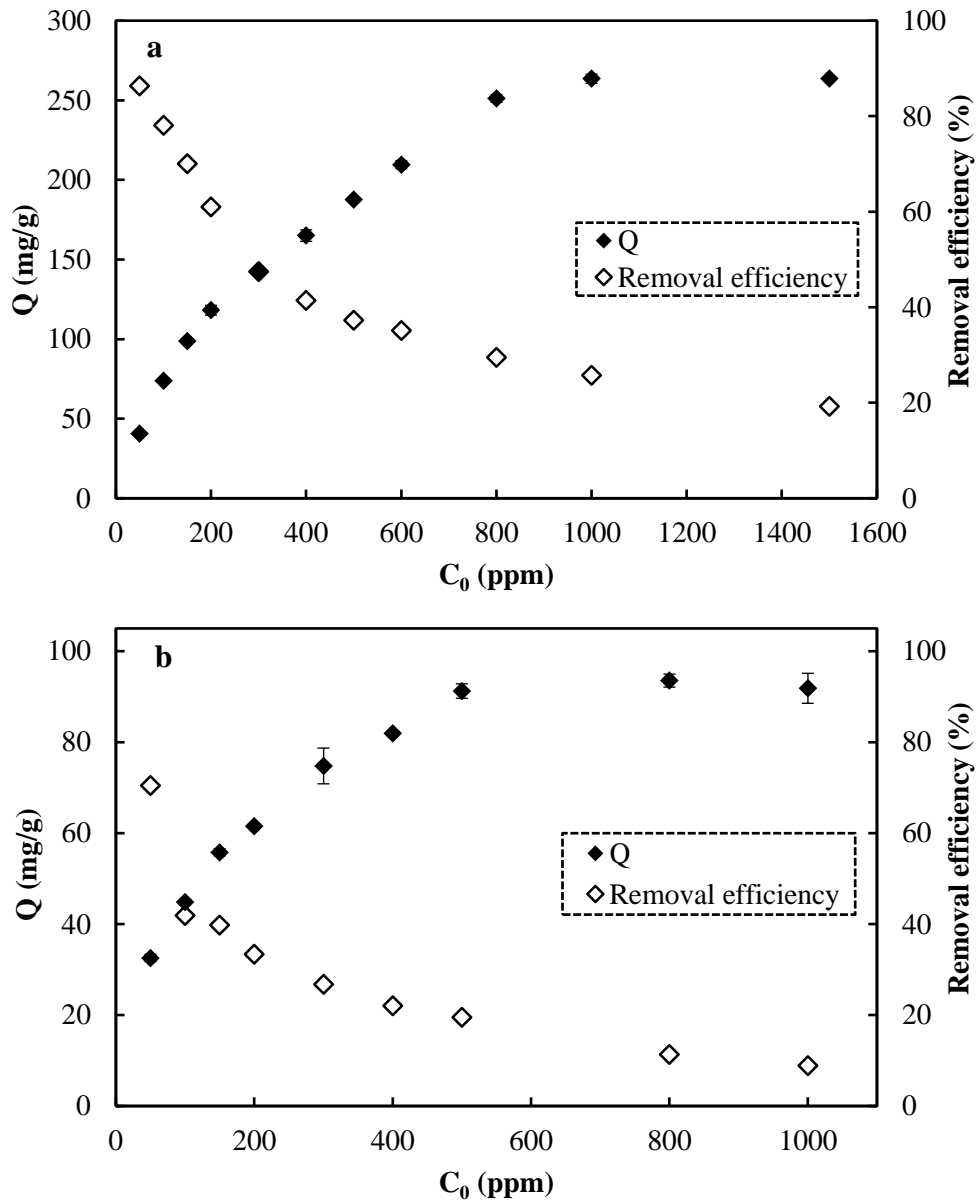 a
300
250
200
150
100
50
0
Q (mg/g)
100
80
60
40
20
0
Removal efficiency (%)
Q
Removal efficiency
0 200 400 600 800 1000 1200 1400 1600
C₀ (ppm)
b
100
80
60
40
20
0
Q (mg/g)
100
80
60
40
20
0
Removal efficiency (%)
Q
Removal efficiency
0 200 400 600 800 1000
C₀ (ppm)